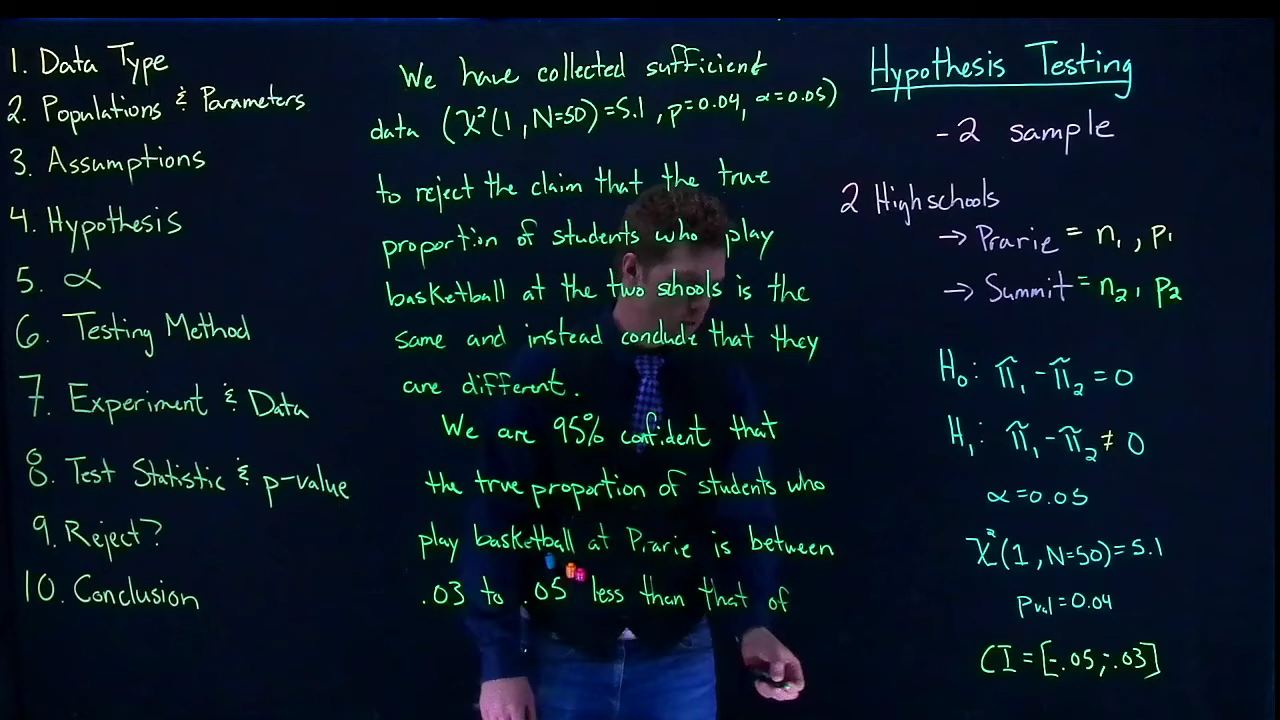 1. Data Type
2. Populations & Parameters
3. Assumptions
4. Hypothesis
5. α
6. Testing Method
7. Experiment & Data
8. Test Statistic & p-value
9. Reject?
10. Conclusion
We have collected sufficient
data (χ²(1, N=50)=5.1, p=0.04, α=0.05)
to reject the claim that the true
proportion of students who play
basketball at the two shools is the
same and instead conclude that they
are different.
We are 95% confident that
the true proportion of students who
play basketball at Prarie is between
.03 to .05 less than that of
Hypothesis Testing
- 2 sample
2 Highschools
→ Prarie = n₁, p₁
→ Summit = n₂, p₂
H₀: π₁ - π₂ = 0
H₁: π₁ - π₂ ≠ 0
α = 0.05
χ²(1, N=50) = 5.1
Pval = 0.04
CI = [-.05, -.03]